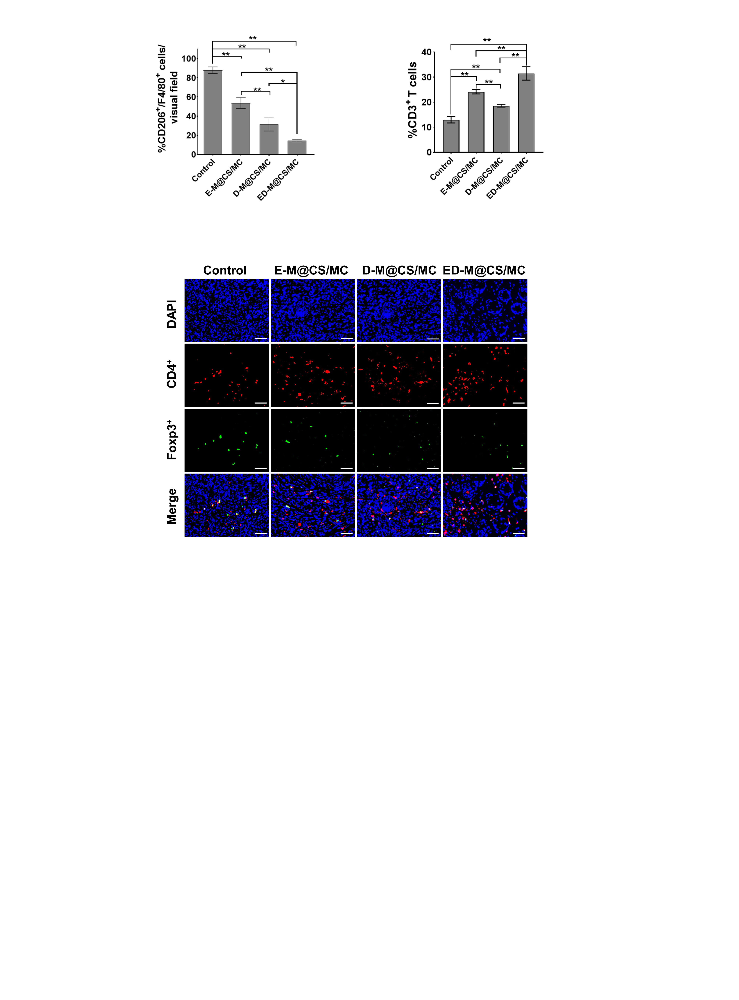 %CD206⁺/F4/80⁺ cells/
visual field
100
80
60
40
20
0
**
**
**
**
*
**
Control
E-M@CS/MC
D-M@CS/MC
ED-M@CS/MC
%CD3⁺ T cells
40
30
20
10
0
**
**
**
**
**
**
Control
E-M@CS/MC
D-M@CS/MC
ED-M@CS/MC
Control E-M@CS/MC D-M@CS/MC ED-M@CS/MC
DAPI
CD4⁺
Foxp3⁺
Merge